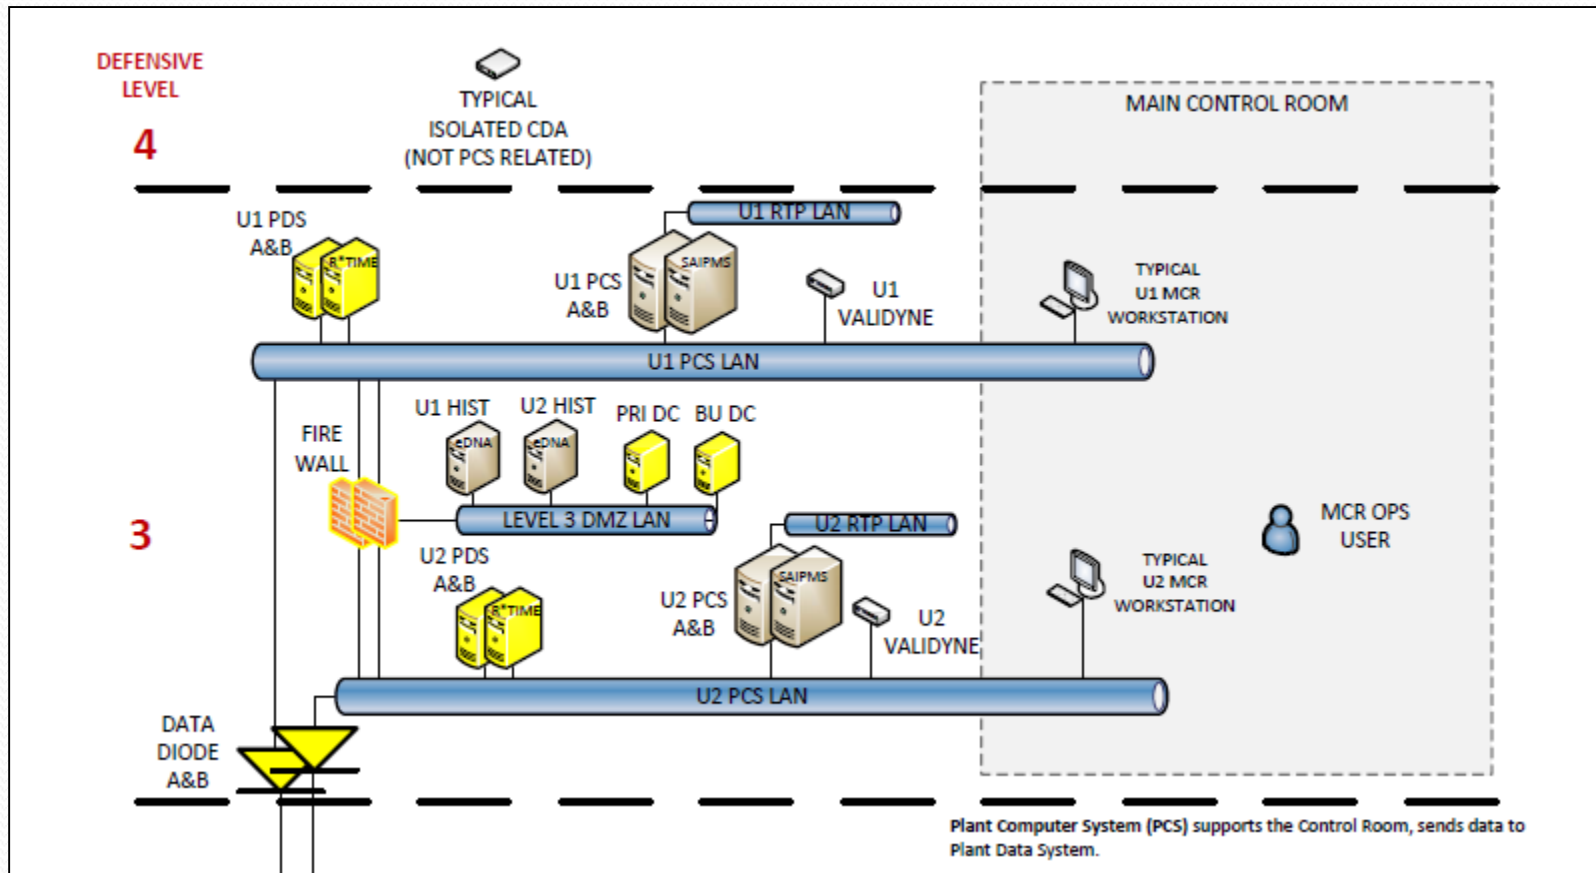 DEFENSIVE
LEVEL
4
TYPICAL
ISOLATED CDA
(NOT PCS RELATED)
MAIN CONTROL ROOM
U1 PDS
A&B
R*TIME
U1 RTP LAN
U1 PCS
A&B
SAIPMS
U1
VALIDYNE
TYPICAL
U1 MCR
WORKSTATION
U1 PCS LAN
FIRE
WALL
U1 HIST
eDNA
U2 HIST
eDNA
PRI DC
BU DC
LEVEL 3 DMZ LAN
3
U2 PDS
A&B
R*TIME
U2 RTP LAN
U2 PCS
A&B
SAIPMS
U2
VALIDYNE
TYPICAL
U2 MCR
WORKSTATION
MCR OPS
USER
U2 PCS LAN
DATA
DIODE
A&B
Plant Computer System (PCS) supports the Control Room, sends data to
Plant Data System.